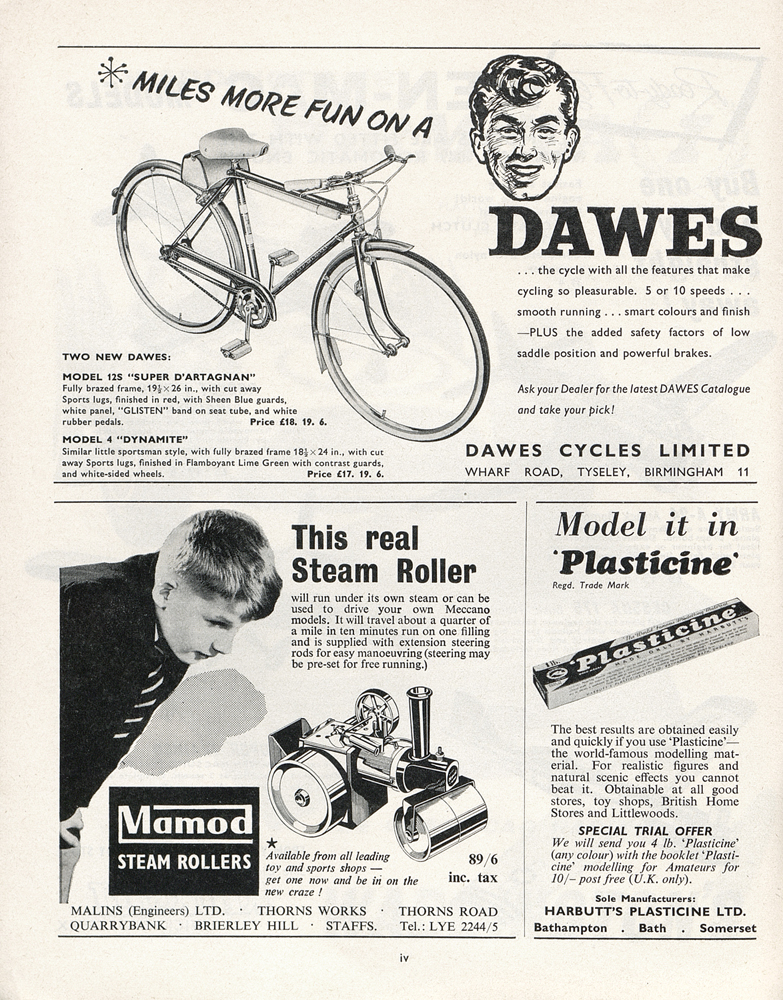 MILES MORE FUN ON A
DAWES
... the cycle with all the features that make
cycling so pleasurable. 5 or 10 speeds ...
smooth running ... smart colours and finish
—PLUS the added safety factors of low
saddle position and powerful brakes.
Ask your Dealer for the latest DAWES Catalogue
and take your pick!
TWO NEW DAWES:
MODEL 12S "SUPER D'ARTAGNAN"
Fully brazed frame, 19½ × 26 in., with cut away
Sports lugs, finished in red, with Sheen Blue guards,
white panel, "GLISTEN" band on seat tube, and white
rubber pedals. Price £18. 19. 6.
MODEL 4 "DYNAMITE"
Similar little sportsman style, with fully brazed frame 18½ × 24 in., with cut
away Sports lugs, finished in Flamboyant Lime Green with contrast guards,
and white-sided wheels. Price £17. 19. 6.
DAWES CYCLES LIMITED
WHARF ROAD, TYSELEY, BIRMINGHAM 11
This real
Steam Roller
will run under its own steam or can be
used to drive your own Meccano
models. It will travel about a quarter of
a mile in ten minutes run on one filling
and is supplied with extension steering
rods for easy manoeuvring (steering may
be pre-set for free running.)
Mamod
STEAM ROLLERS
Available from all leading
toy and sports shops —
get one now and be in on the
new craze !
89/6
inc. tax
MALINS (Engineers) LTD. · THORNS WORKS · THORNS ROAD
QUARRYBANK · BRIERLEY HILL · STAFFS. Tel.: LYE 2244/5
Model it in
'Plasticine'
Regd. Trade Mark
1 lb.
The World Famous Modelling Material
'Plasticine'
MADE ONLY BY HARBUTT'S
The best results are obtained easily
and quickly if you use 'Plasticine'—
the world-famous modelling mat-
erial. For realistic figures and
natural scenic effects you cannot
beat it. Obtainable at all good
stores, toy shops, British Home
Stores and Littlewoods.
SPECIAL TRIAL OFFER
We will send you 4 lb. 'Plasticine'
(any colour) with the booklet 'Plasti-
cine' modelling for Amateurs for
10/– post free (U.K. only).
Sole Manufacturers:
HARBUTT'S PLASTICINE LTD.
Bathampton . Bath . Somerset
iv